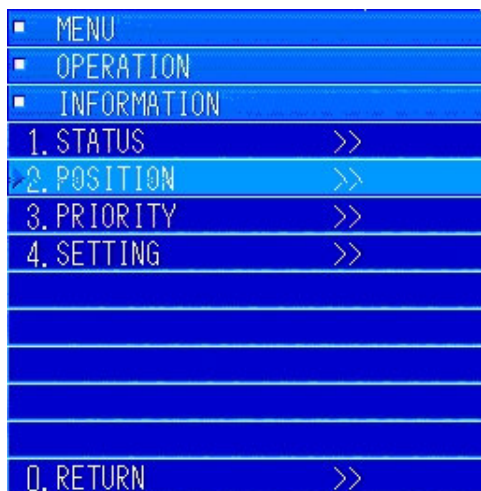 MENU
OPERATION
INFORMATION
1.STATUS >>
2.POSITION >>
3.PRIORITY >>
4.SETTING >>
0.RETURN >>